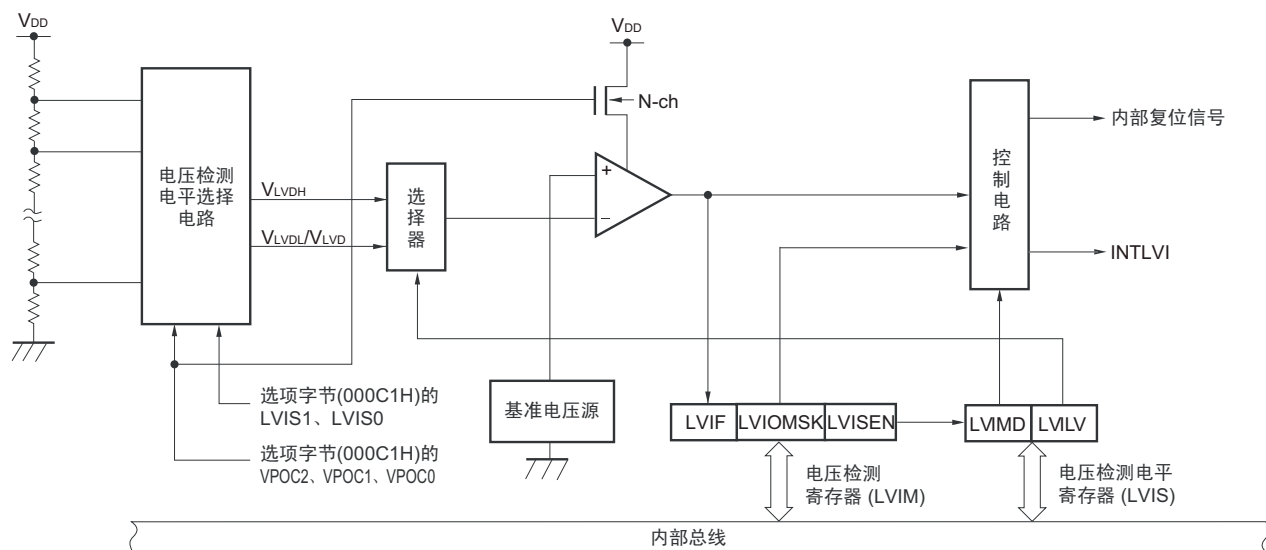 VDD
VDD
N-ch
电压检测
电平选择
电路
VLVDH
VLVDL/VLVD
选
择
器
+
−
控
制
电
路
内部复位信号
INTLVI
选项字节(000C1H)的
LVIS1、LVIS0
选项字节(000C1H)的
VPOC2、VPOC1、VPOC0
基准电压源
LVIF LVIOMSK LVISEN
LVIMD LVILV
电压检测
寄存器 (LVIM)
电压检测电平
寄存器 (LVIS)
内部总线